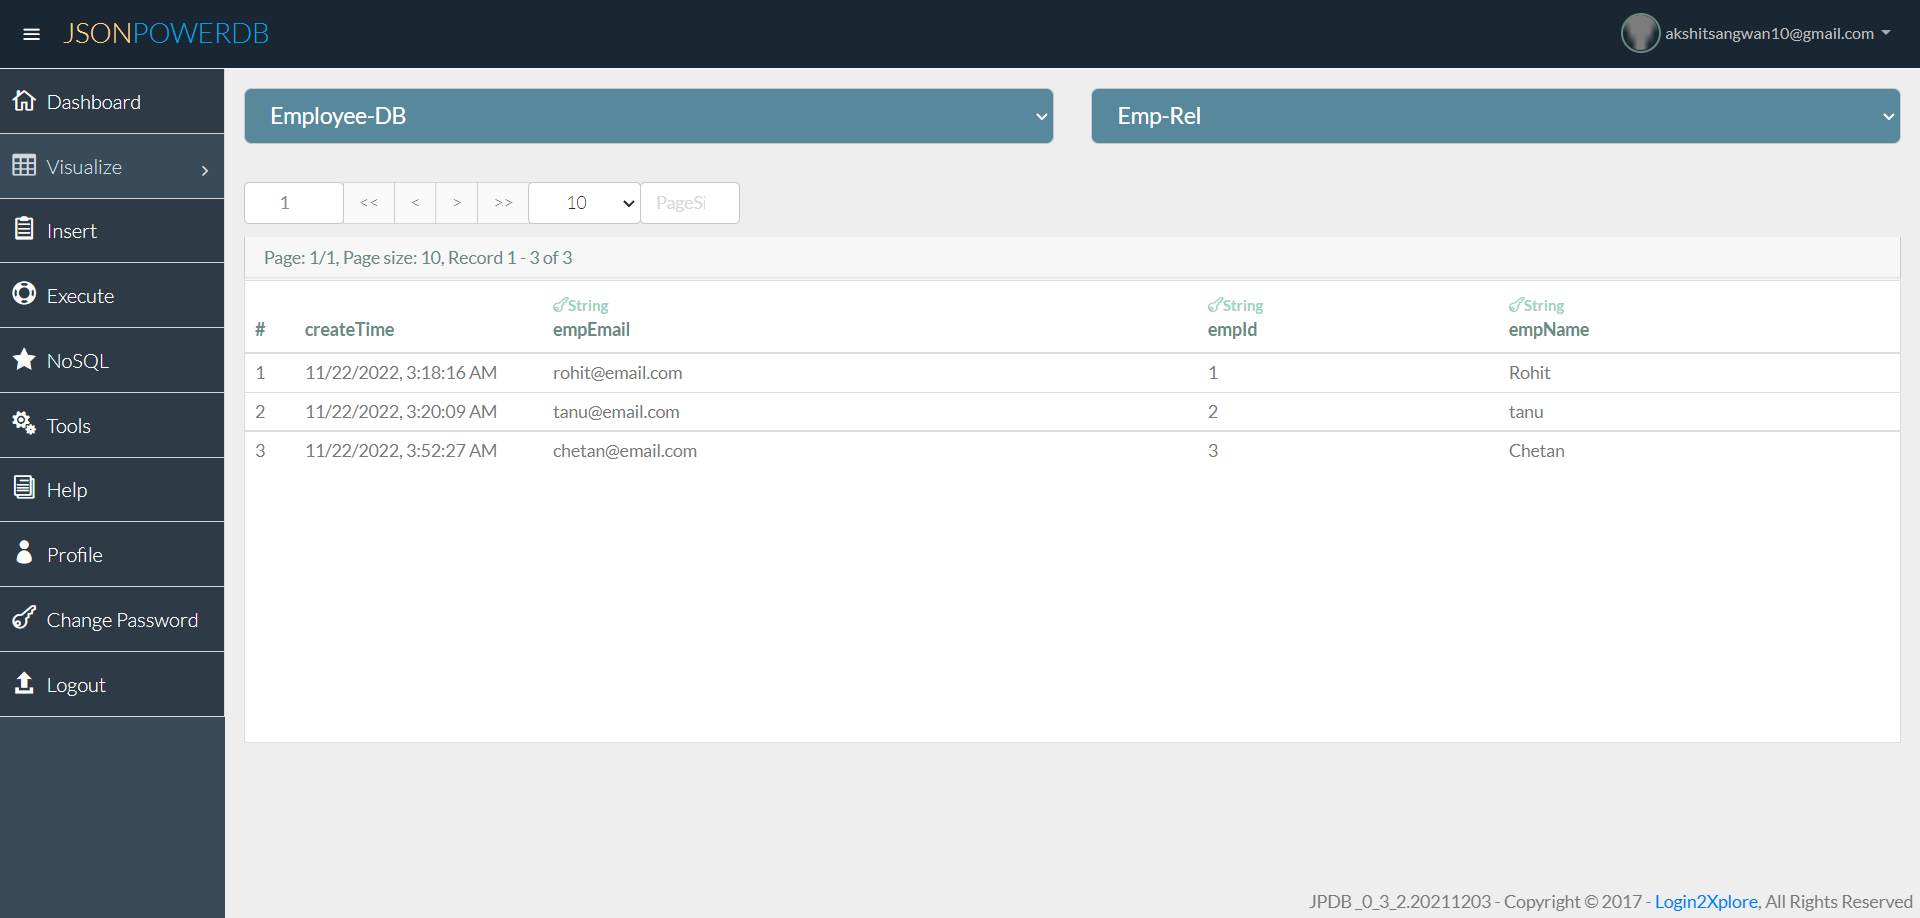 JSONPOWERDB
akshitsangwan10@gmail.com
Dashboard
Visualize
Insert
Execute
NoSQL
Tools
Help
Profile
Change Password
Logout
Employee-DB
Emp-Rel
1 << < > >> 10 PageSi
Page: 1/1, Page size: 10, Record 1 - 3 of 3
String String String
# createTime empEmail empId empName
1 11/22/2022, 3:18:16 AM rohit@email.com 1 Rohit
2 11/22/2022, 3:20:09 AM tanu@email.com 2 tanu
3 11/22/2022, 3:52:27 AM chetan@email.com 3 Chetan
JPDB_0_3_2.20211203 - Copyright © 2017 - Login2Xplore, All Rights Reserved